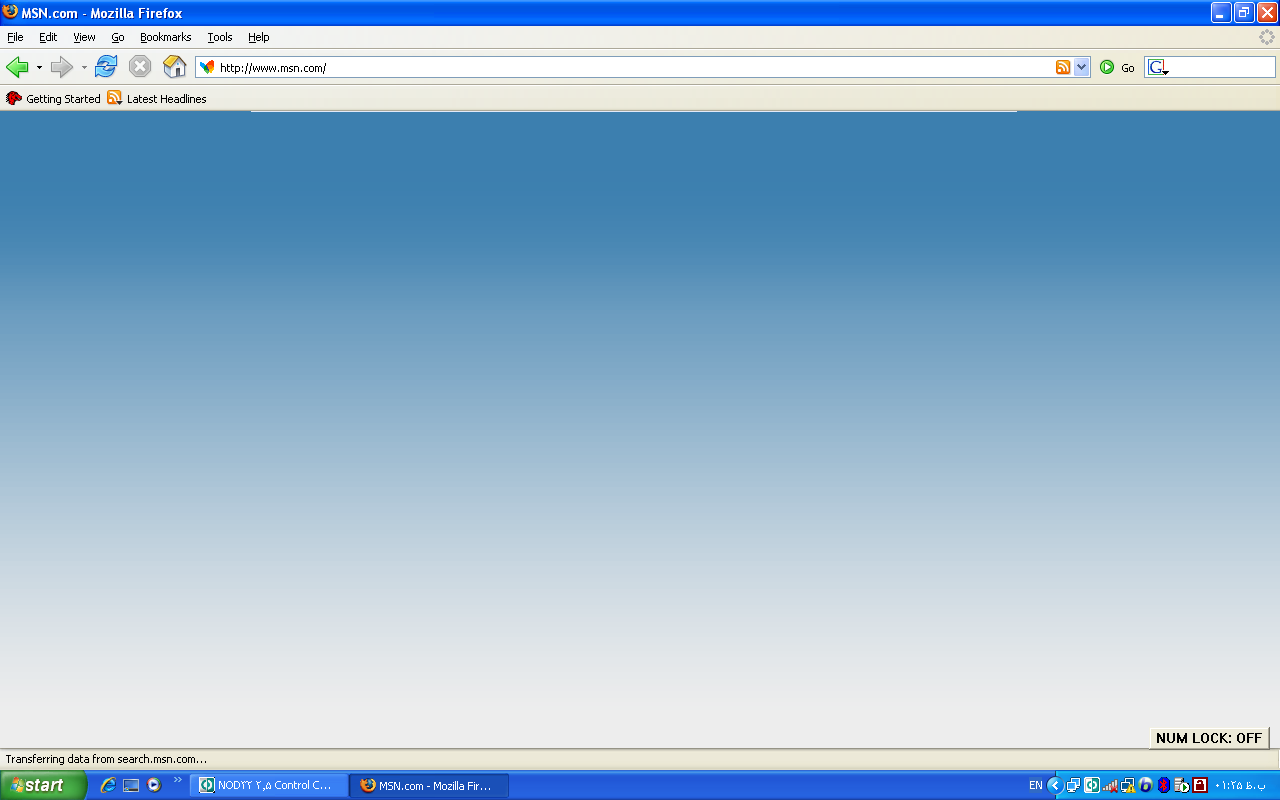 MSN.com - Mozilla Firefox
File Edit View Go Bookmarks Tools Help
http://www.msn.com/ Go G
Getting Started Latest Headlines
NUM LOCK: OFF
Transferring data from search.msn.com...
start NOD۳۲ ۲,۵ Control C... MSN.com - Mozilla Fir... EN ۰۱:۲۵ ب.ظ